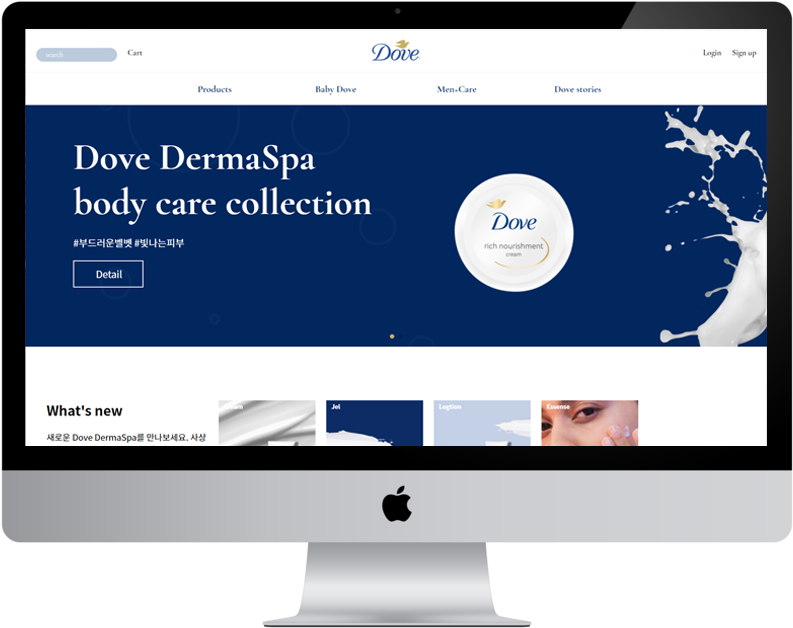 search
Cart
Dove
Login
Sign up
Products
Baby Dove
Men+Care
Dove stories
Dove DermaSpa
body care collection
#부드러운벨벳 #빛나는피부
Detail
Dove
rich nourishment
cream
What's new
새로운 Dove DermaSpa를 만나보세요. 사상
Jel
Logtion
Essense